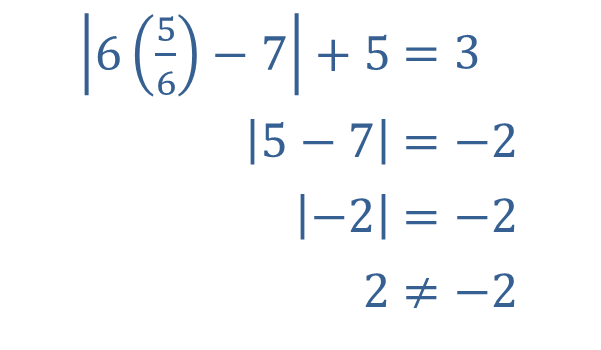 |6(5/6) − 7| + 5 = 3
|5 − 7| = −2
|−2| = −2
2 ≠ −2